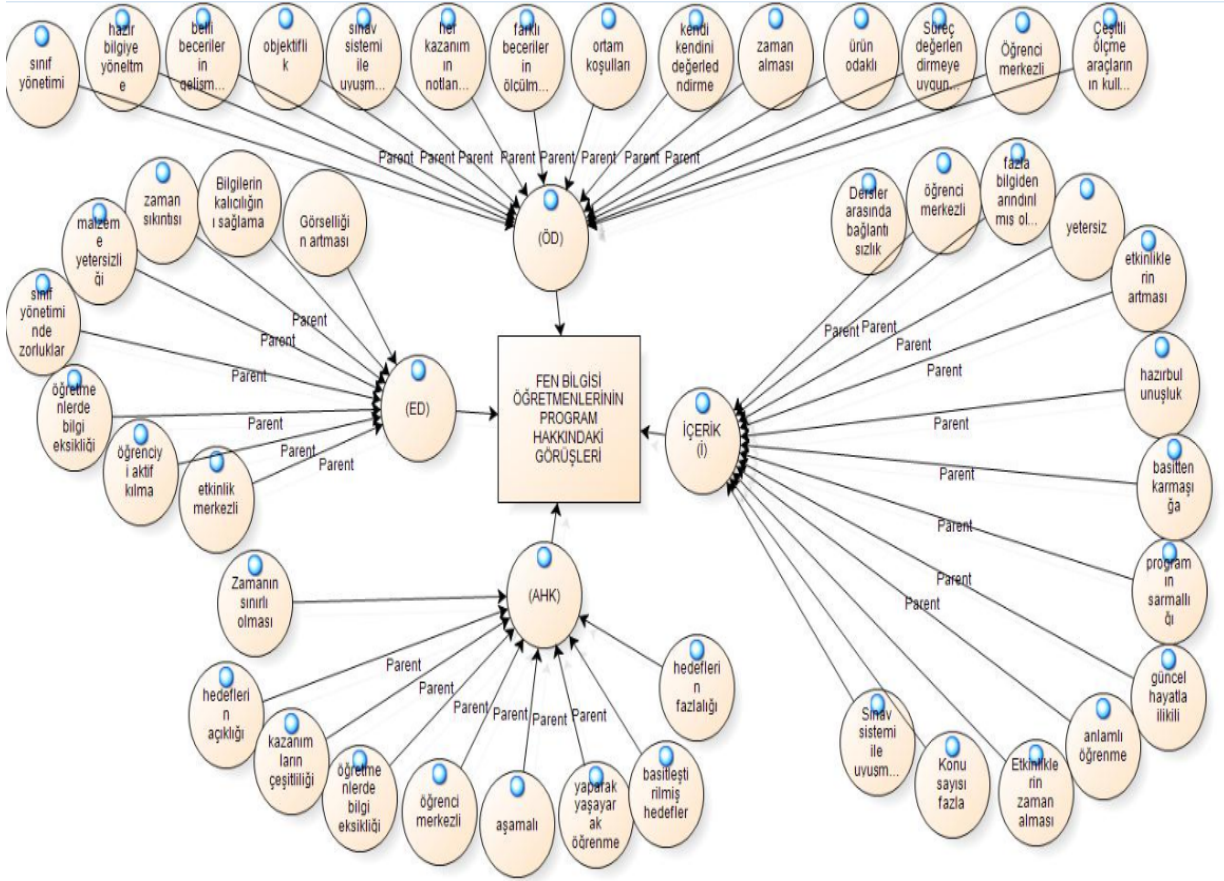 sınıf
yönetimi
hazır
bilgiye
yöneltme
e
belli
beceriler
in
gelişm...
objektifli
k
sınav
sistemi
ile
uyuşm...
her
kazanım
ın
notlan...
farklı
beceriler
in
ölçülm...
ortam
koşulları
kendi
kendini
değerled
ndirme
zaman
alması
ürün
odaklı
Süreç
değerlen
dirmeye
uygun...
Öğrenci
merkezli
Çeşitli
ölçme
araçların
ın kull...
Parent
Parent
Parent
Parent
Parent
Parent
Parent
Parent
(ÖD)
zaman
sıkıntısı
Bilgilerin
kalıcılığın
ı sağlama
Görselliği
n artması
malzeme
e
yetersizli
ği
sınıf
yönetimi
nde
zorluklar
öğretme
nlerde
bilgi
eksikliği
öğrenciy
i aktif
kılma
etkinlik
merkezli
Parent
Parent
Parent
Parent
Parent
Parent
(ED)
FEN BİLGİSİ
ÖĞRETMENLERİNİN
PROGRAM
HAKKINDAKİ
GÖRÜŞLERİ
Dersler
arasında
bağlantı
sızlık
öğrenci
merkezli
fazla
bilgiden
arındırıl
mış ol...
yetersiz
etkinlikle
rin
artması
hazırbul
unuşluk
basitten
karmaşı
ğa
program
ın
sarmallı
ğı
güncel
hayatla
ilikili
anlamlı
öğrenme
Etkinlikle
rin
zaman
alması
Konu
sayısı
fazla
Sınav
sistemi
ile
uyuşm...
Parent
Parent
Parent
Parent
Parent
Parent
Parent
Parent
İÇERİK
(İ)
(AHK)
Zamanın
sınırlı
olması
hedefleri
n
açıklığı
kazanım
ların
çeşitliliği
öğretme
nlerde
bilgi
eksikliği
öğrenci
merkezli
aşamalı
yaparak
yaşayar
ak
öğrenme
basitleşti
rilmiş
hedefler
hedefleri
n
fazlalığı
Parent
Parent
Parent
Parent
Parent
Parent